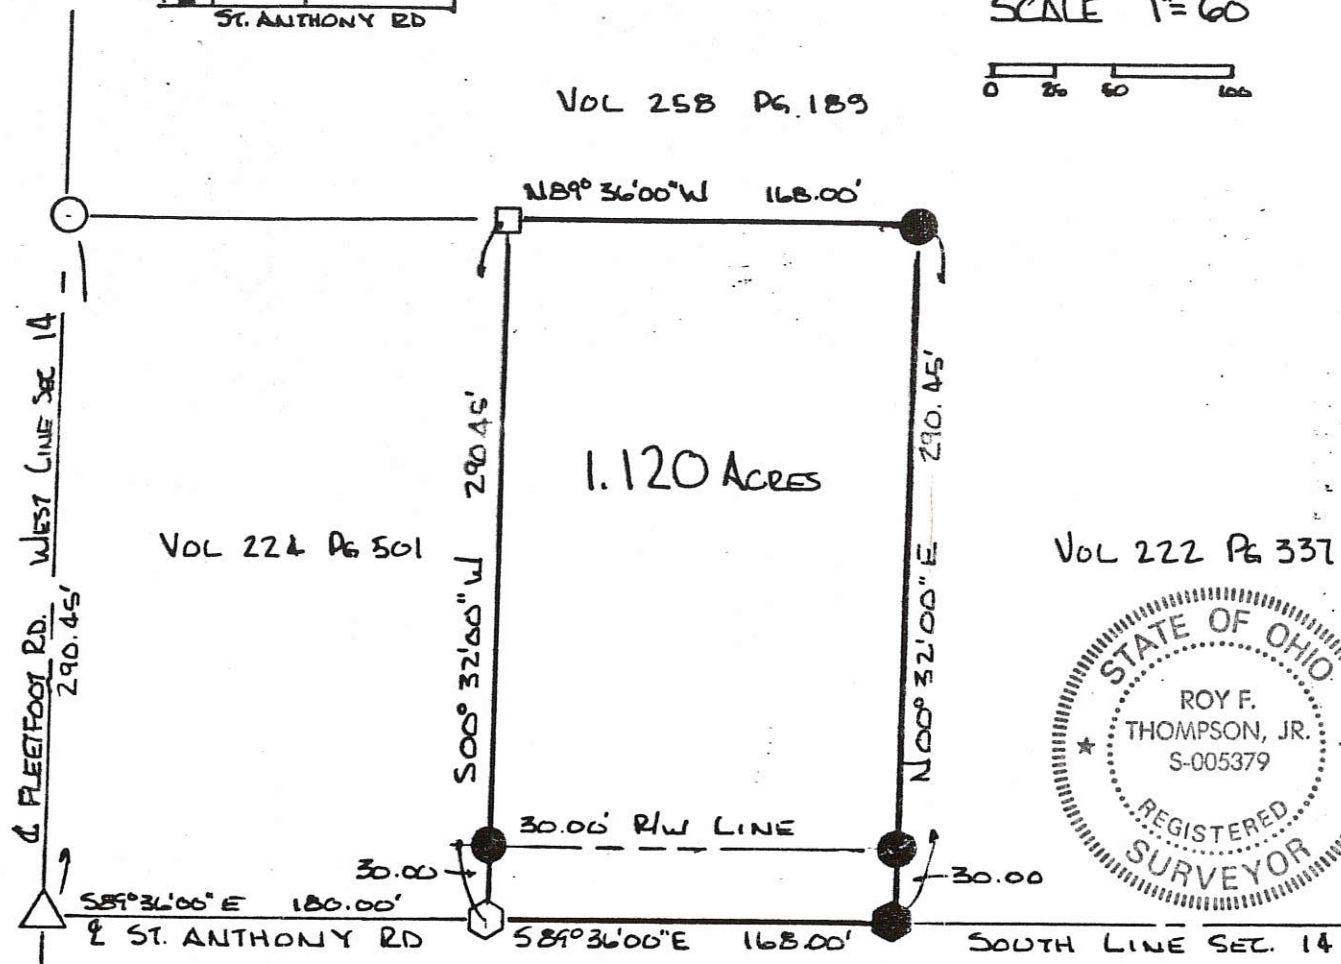 ST. ANTHONY RD
SCALE 1"=60
0 25 50 100
VOL 258 PG. 189
N89° 36'00"W 168.00'
WEST LINE SEC 14
℄ FLEETFOOT RD.
290.45'
VOL 224 PG 501
S00° 32'00" W 290.45'
1.120 ACRES
N00° 32'00" E 290.45'
VOL 222 PG 337
STATE OF OHIO
ROY F.
THOMPSON, JR.
S-005379
REGISTERED
SURVEYOR
30.00' R/W LINE
30.00
30.00
S89°36'00" E 180.00'
℄ ST. ANTHONY RD
S89°36'00"E 168.00'
SOUTH LINE SEC. 14